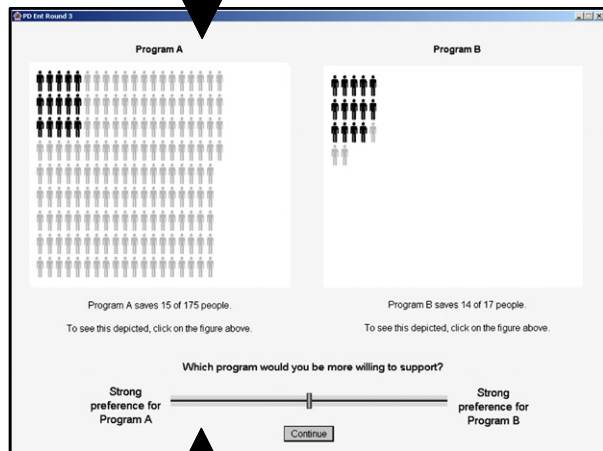 PD Ent Round 3
Program A
Program B
Program A saves 15 of 175 people.
Program B saves 14 of 17 people.
To see this depicted, click on the figure above.
To see this depicted, click on the figure above.
Which program would you be more willing to support?
Strong
preference for
Program A
Strong
preference for
Program B
Continue